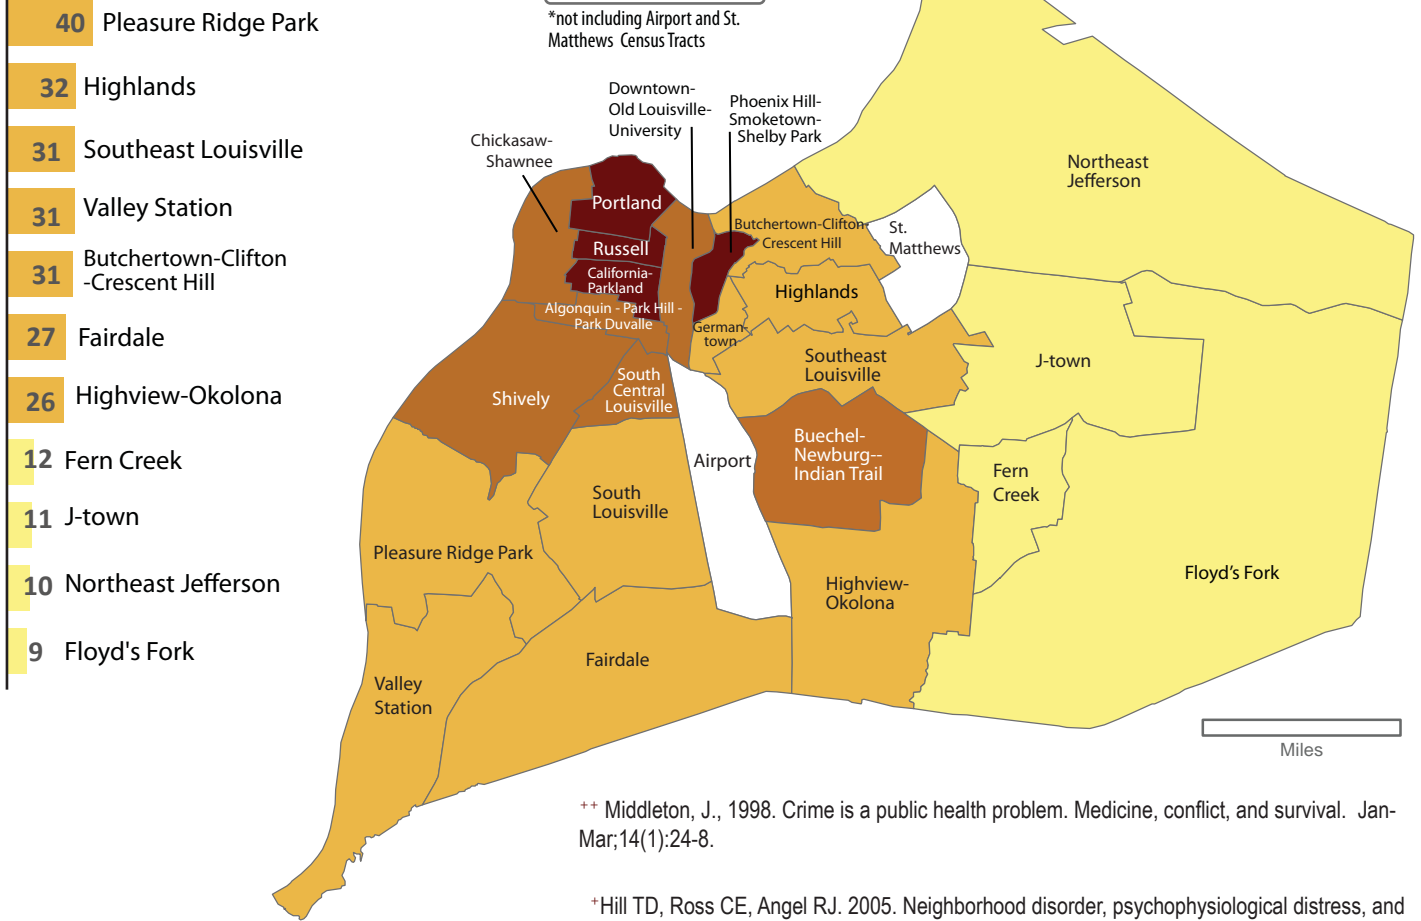 40 Pleasure Ridge Park
32 Highlands
31 Southeast Louisville
31 Valley Station
31 Butchertown-Clifton
-Crescent Hill
27 Fairdale
26 Highview-Okolona
12 Fern Creek
11 J-town
10 Northeast Jefferson
9 Floyd's Fork
*not including Airport and St.
Matthews Census Tracts
Downtown-
Old Louisville-
University
Phoenix Hill-
Smoketown-
Shelby Park
Chickasaw-
Shawnee
Portland
Russell
California-
Parkland
Algonquin - Park Hill -
Park Duvalle
Butchertown-Clifton-
Crescent Hill
St.
Matthews
Northeast
Jefferson
Highlands
German-
town-
Southeast
Louisville
J-town
Shively
South
Central
Louisville
Buechel-
Newburg--
Indian Trail
Airport
Fern
Creek
South
Louisville
Pleasure Ridge Park
Highview-
Okolona
Floyd's Fork
Fairdale
Valley
Station
Miles
++ Middleton, J., 1998. Crime is a public health problem. Medicine, conflict, and survival. Jan-
Mar;14(1):24-8.
+Hill TD, Ross CE, Angel RJ. 2005. Neighborhood disorder, psychophysiological distress, and